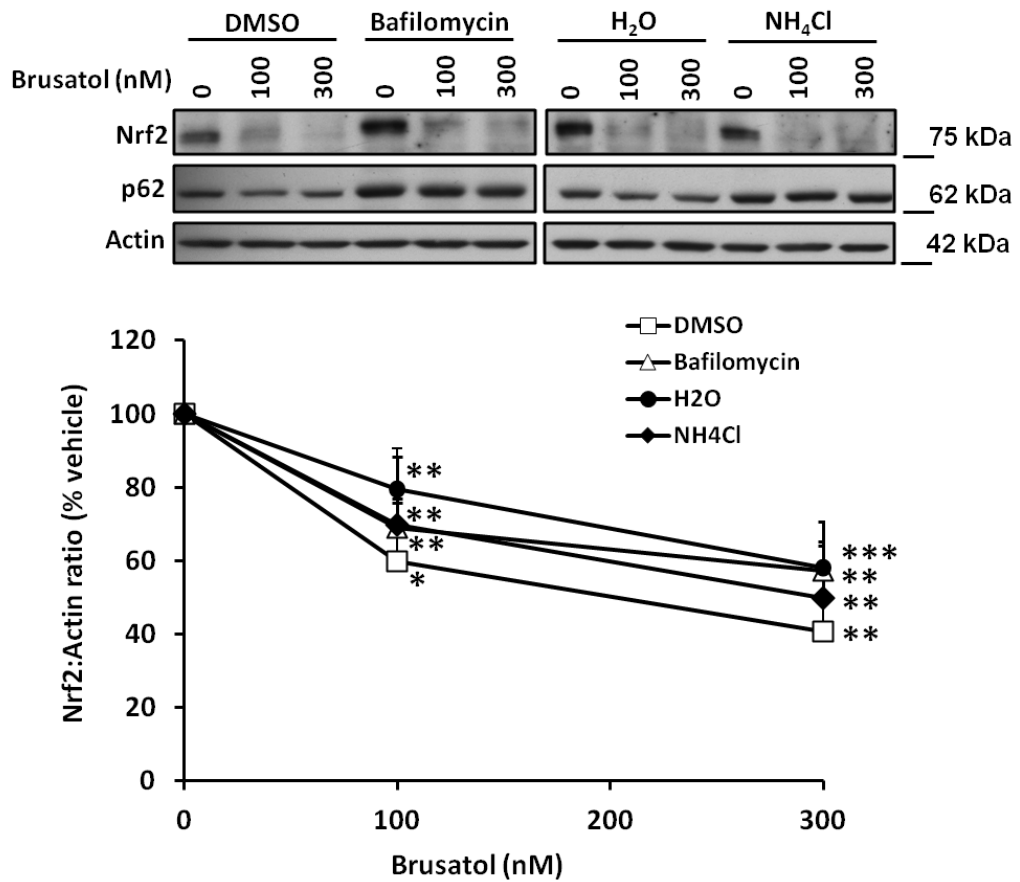 DMSO Bafilomycin H₂O NH₄Cl
Brusatol (nM) 0 100 300 0 100 300 0 100 300 0 100 300
Nrf2 75 kDa
p62 62 kDa
Actin 42 kDa
DMSO
Bafilomycin
H2O
NH4Cl
Nrf2:Actin ratio (% vehicle)
120
100
80
60
40
20
0
**
**
**
*
***
**
**
**
0 100 200 300
Brusatol (nM)